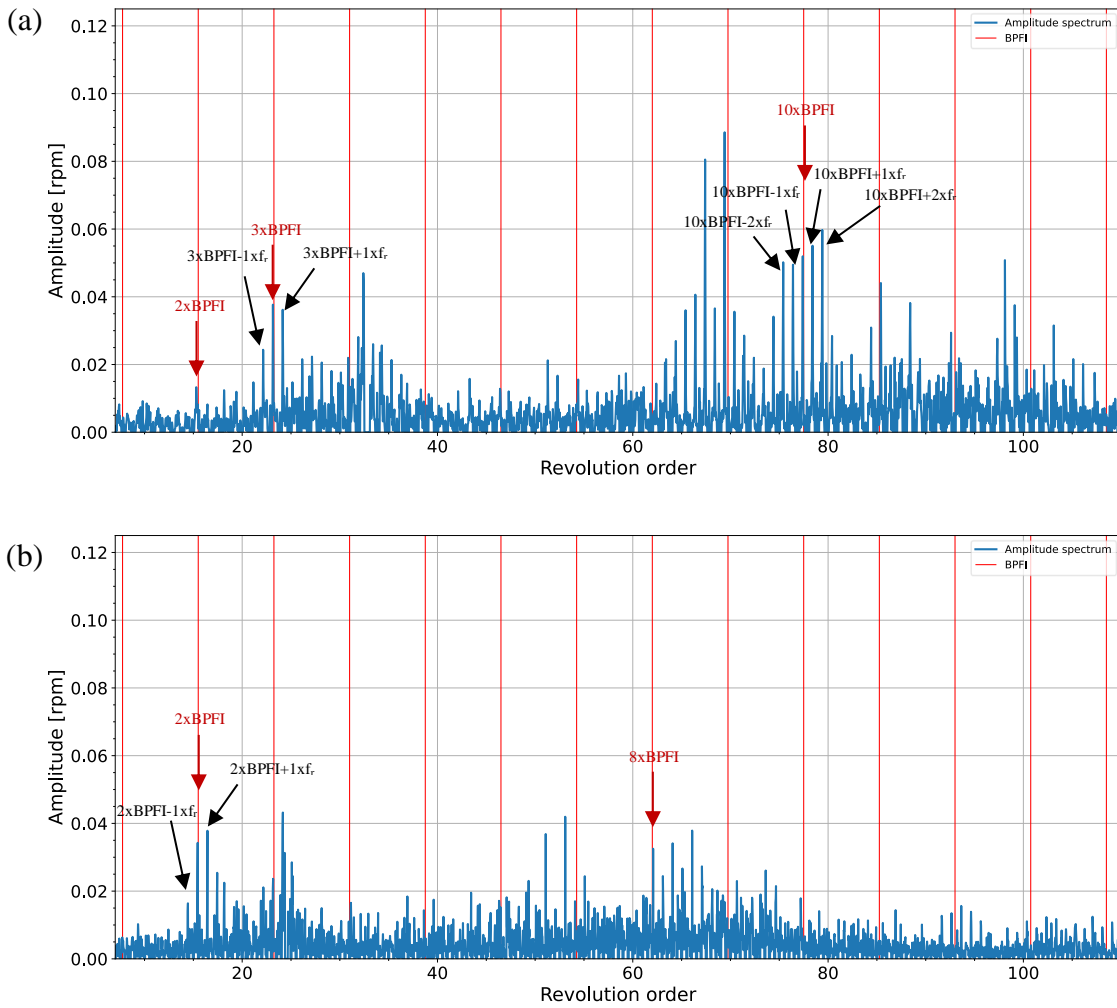 (a)
0.12
0.10
0.08
0.06
0.04
0.02
0.00
Amplitude [rpm]
Amplitude spectrum
BPFI
10xBPFI
10xBPFI+1xfᵣ
10xBPFI-1xfᵣ
10xBPFI+2xfᵣ
10xBPFI-2xfᵣ
3xBPFI
3xBPFI-1xfᵣ
3xBPFI+1xfᵣ
2xBPFI
20
40
60
80
100
Revolution order
(b)
0.12
0.10
0.08
0.06
0.04
0.02
0.00
Amplitude [rpm]
Amplitude spectrum
BPFI
2xBPFI
8xBPFI
2xBPFI+1xfᵣ
2xBPFI-1xfᵣ
20
40
60
80
100
Revolution order